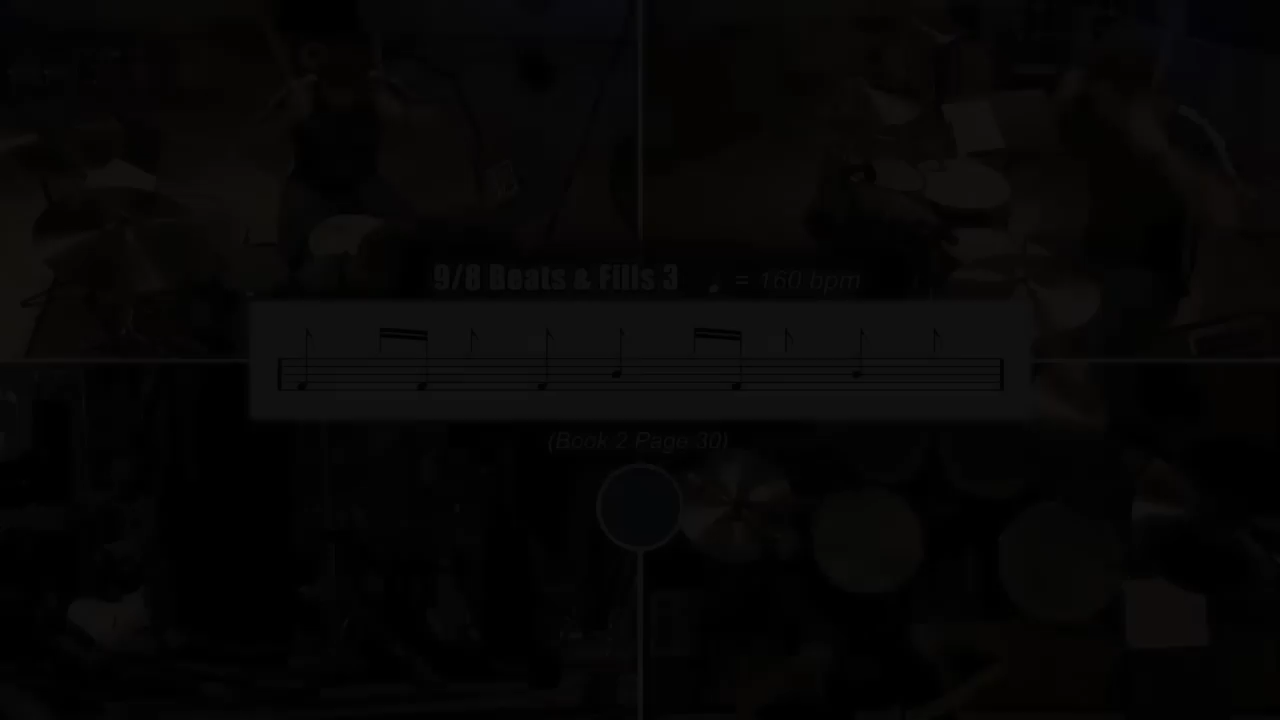 9/8 Beats & Fills 3 ♩ = 160 bpm
(Book 2 Page 30)